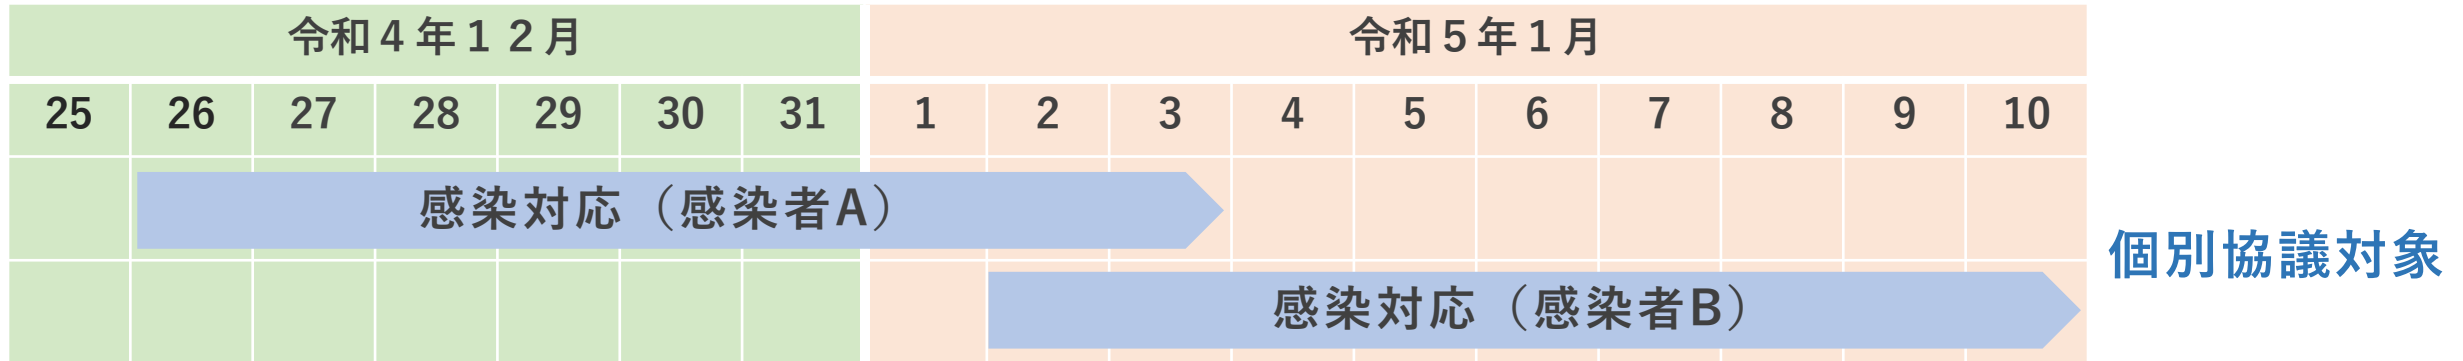 令和４年１２月 令和５年１月
25 26 27 28 29 30 31 1 2 3 4 5 6 7 8 9 10
感染対応（感染者A）
個別協議対象
感染対応（感染者B）